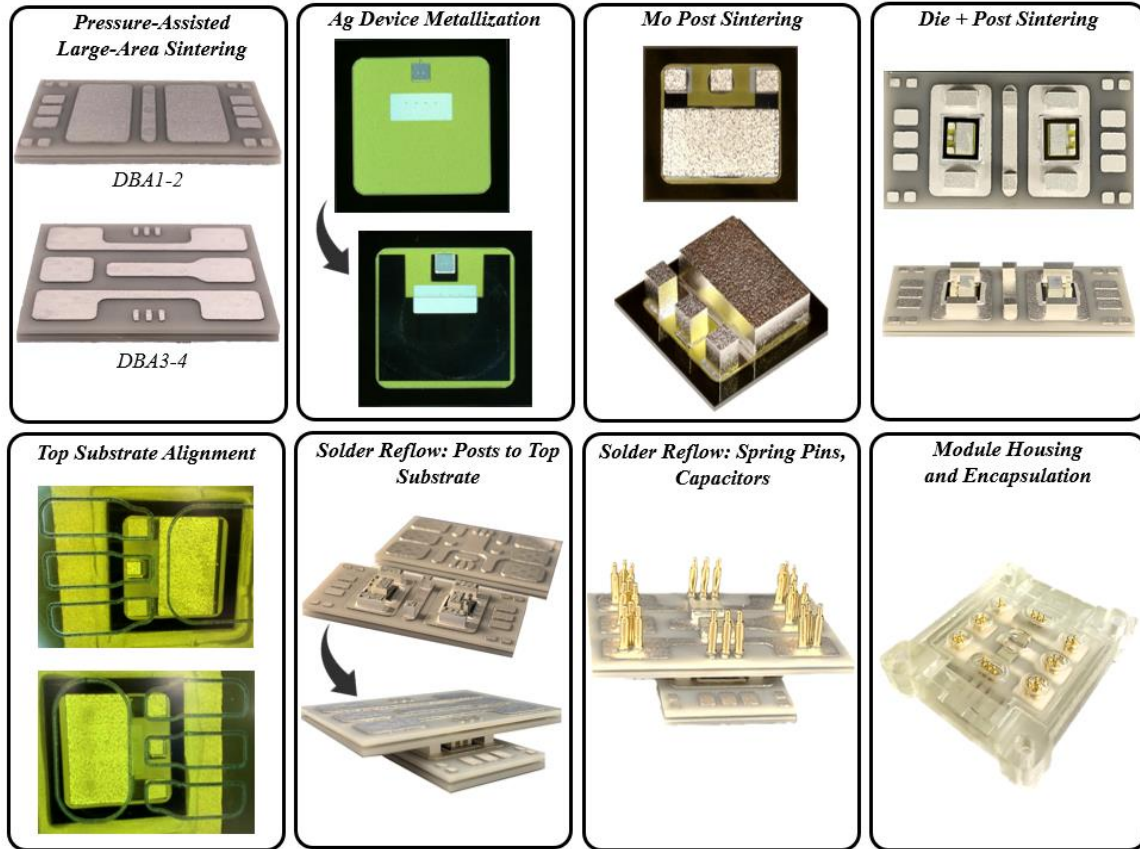 Pressure-Assisted
Large-Area Sintering
DBA1-2
DBA3-4
Ag Device Metallization
Mo Post Sintering
Die + Post Sintering
Top Substrate Alignment
Solder Reflow: Posts to Top
Substrate
Solder Reflow: Spring Pins,
Capacitors
Module Housing
and Encapsulation